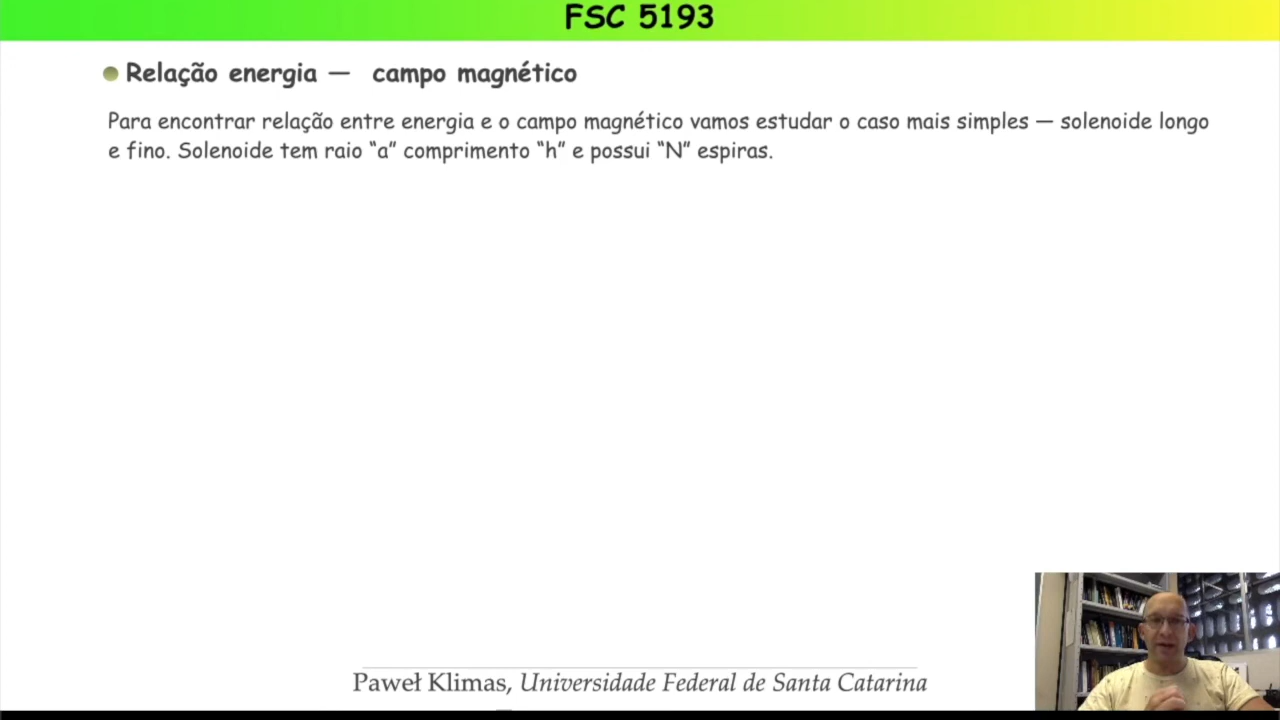 FSC 5193
Relação energia — campo magnético
Para encontrar relação entre energia e o campo magnético vamos estudar o caso mais simples — solenoide longo
e fino. Solenoide tem raio “a” comprimento “h” e possui “N” espiras.
Paweł Klimas, Universidade Federal de Santa Catarina